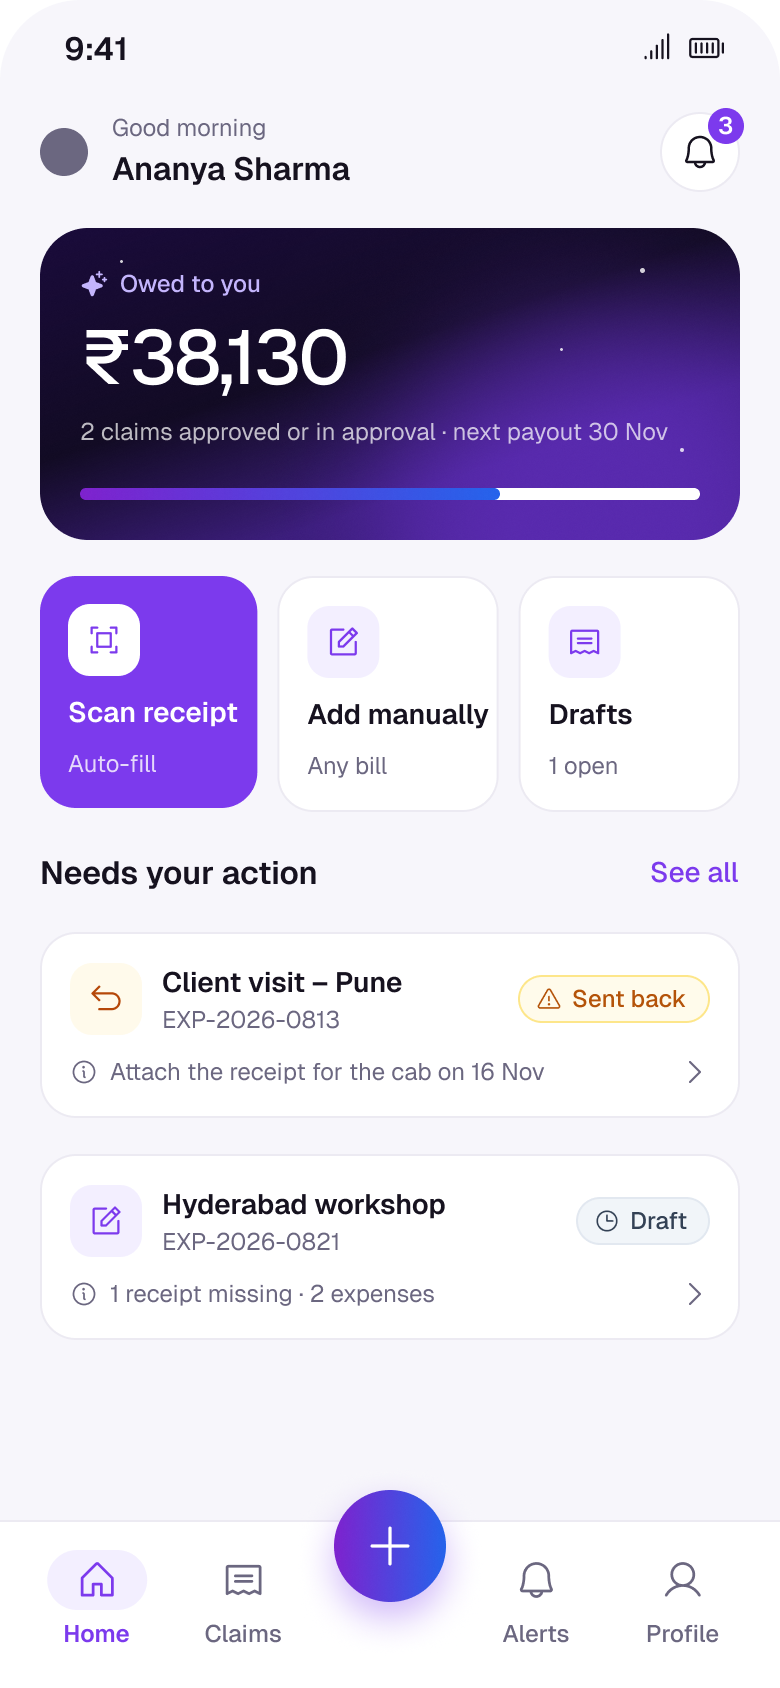 9:41
Good morning
Ananya Sharma
3
Owed to you
₹38,130
2 claims approved or in approval · next payout 30 Nov
Scan receipt
Auto-fill
Add manually
Any bill
Drafts
1 open
Needs your action
See all
Client visit – Pune
EXP-2026-0813
Sent back
Attach the receipt for the cab on 16 Nov
Hyderabad workshop
EXP-2026-0821
Draft
1 receipt missing · 2 expenses
Home
Claims
Alerts
Profile